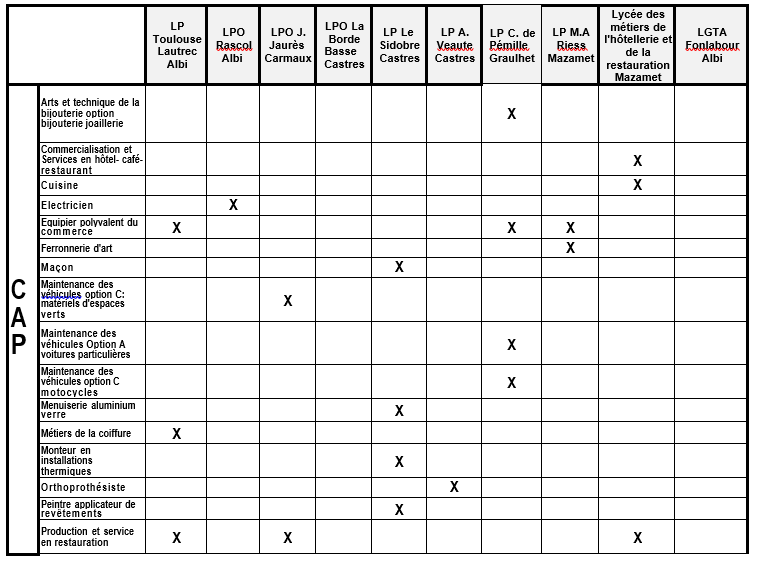 LP
Toulouse
Lautrec
Albi
LPO
Rascol
Albi
LPO J.
Jaurès
Carmaux
LPO La
Borde
Basse
Castres
LP Le
Sidobre
Castres
LP A.
Veaute
Castres
LP C. de
Pémille
Graulhet
LP M.A
Riess
Mazamet
Lycée des
métiers de
l'hôtellerie et
de la
restauration
Mazamet
LGTA
Fonlabour
Albi
CAP
Arts et technique de la
bijouterie option
bijouterie joaillerie
X
Commercialisation et
Services en hôtel- café-
restaurant
X
Cuisine X
Electricien X
Equipier polyvalent du
commerce
X X X
Ferronnerie d'art X
Maçon X
Maintenance des
véhicules option C:
matériels d'espaces
verts
X
Maintenance des
véhicules Option A
voitures particulières
X
Maintenance des
véhicules option C
motocycles
X
Menuiserie aluminium
verre
X
Métiers de la coiffure X
Monteur en
installations
thermiques
X
Orthoprothésiste X
Peintre applicateur de
revêtements
X
Production et service
en restauration
X X X